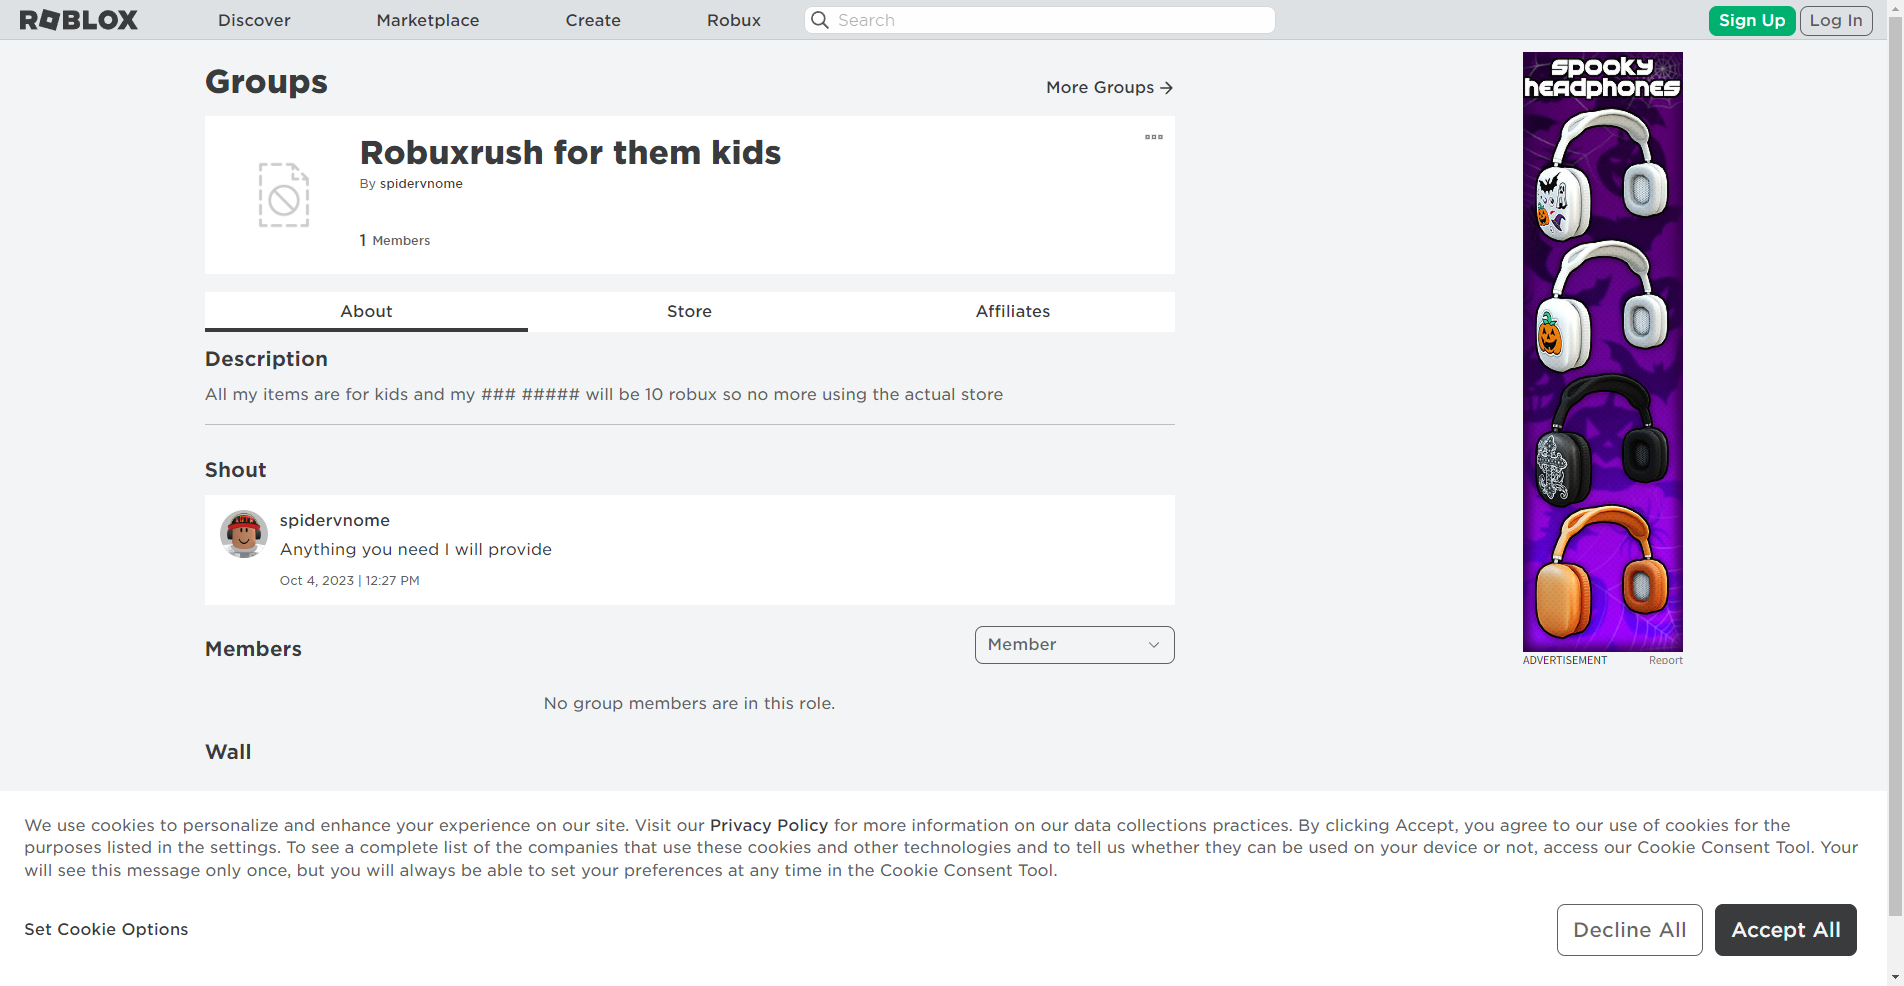 ROBLOX
Discover
Marketplace
Create
Robux
Search
Sign Up
Log In
Groups
More Groups →
Robuxrush for them kids
By spidervnome
1 Members
About
Store
Affiliates
Description
All my items are for kids and my ### ##### will be 10 robux so no more using the actual store
Shout
spidervnome
Anything you need I will provide
Oct 4, 2023 | 12:27 PM
Members
Member
No group members are in this role.
Wall
spooky
headphones
ADVERTISEMENT
Report
We use cookies to personalize and enhance your experience on our site. Visit our Privacy Policy for more information on our data collections practices. By clicking Accept, you agree to our use of cookies for the
purposes listed in the settings. To see a complete list of the companies that use these cookies and other technologies and to tell us whether they can be used on your device or not, access our Cookie Consent Tool. Your
will see this message only once, but you will always be able to set your preferences at any time in the Cookie Consent Tool.
Set Cookie Options
Decline All
Accept All